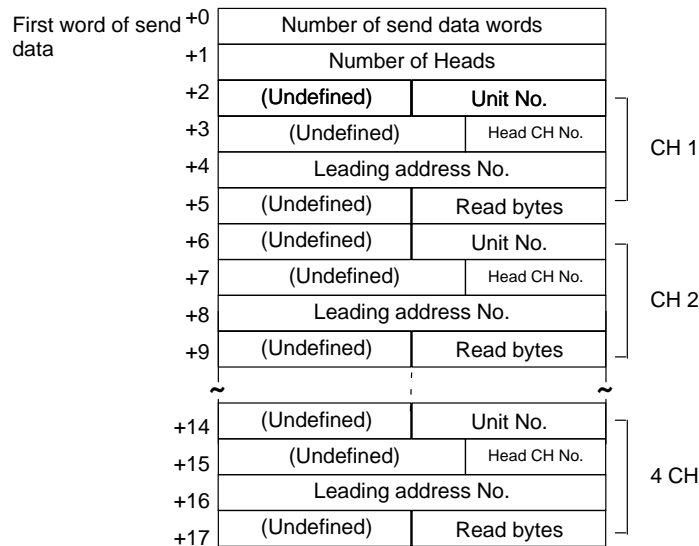 First word of send data
+0 Number of send data words
+1 Number of Heads
+2 (Undefined) Unit No.
+3 (Undefined) Head CH No.
CH 1
+4 Leading address No.
+5 (Undefined) Read bytes
+6 (Undefined) Unit No.
+7 (Undefined) Head CH No.
CH 2
+8 Leading address No.
+9 (Undefined) Read bytes
~ ~
+14 (Undefined) Unit No.
+15 (Undefined) Head CH No.
4 CH
+16 Leading address No.
+17 (Undefined) Read bytes